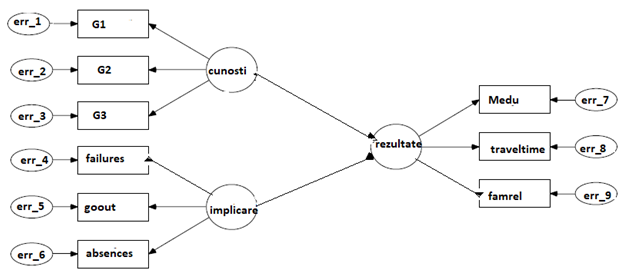 err_1
G1
err_2
G2
cunosti
err_3
G3
err_4
failures
err_5
goout
implicare
err_6
absences
rezultate
Medu
err_7
traveltime
err_8
famrel
err_9